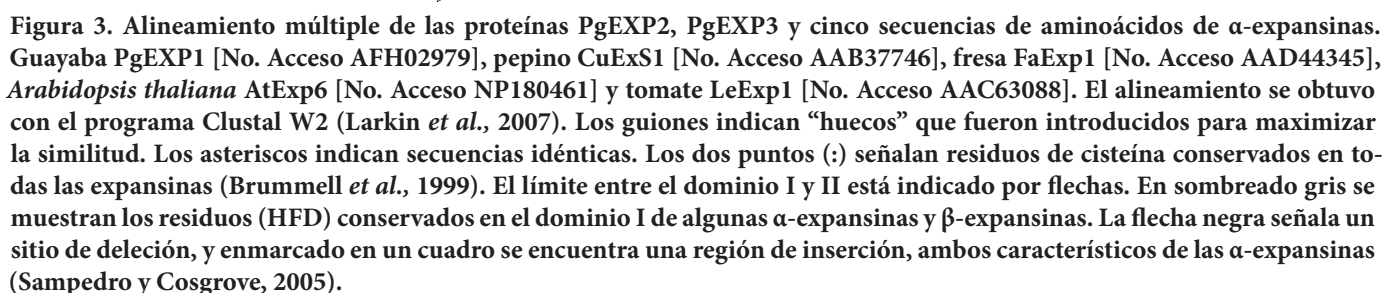 Figura 3. Alineamiento múltiple de las proteínas PgEXP2, PgEXP3 y cinco secuencias de aminoácidos de α-expansinas.
Guayaba PgEXP1 [No. Acceso AFH02979], pepino CuExS1 [No. Acceso AAB37746], fresa FaExp1 [No. Acceso AAD44345],
Arabidopsis thaliana AtExp6 [No. Acceso NP180461] y tomate LeExp1 [No. Acceso AAC63088]. El alineamiento se obtuvo
con el programa Clustal W2 (Larkin et al., 2007). Los guiones indican “huecos” que fueron introducidos para maximizar
la similitud. Los asteriscos indican secuencias idénticas. Los dos puntos (:) señalan residuos de cisteína conservados en to-
das las expansinas (Brummell et al., 1999). El límite entre el dominio I y II está indicado por flechas. En sombreado gris se
muestran los residuos (HFD) conservados en el dominio I de algunas α-expansinas y β-expansinas. La flecha negra señala un
sitio de deleción, y enmarcado en un cuadro se encuentra una región de inserción, ambos característicos de las α-expansinas
(Sampedro y Cosgrove, 2005).